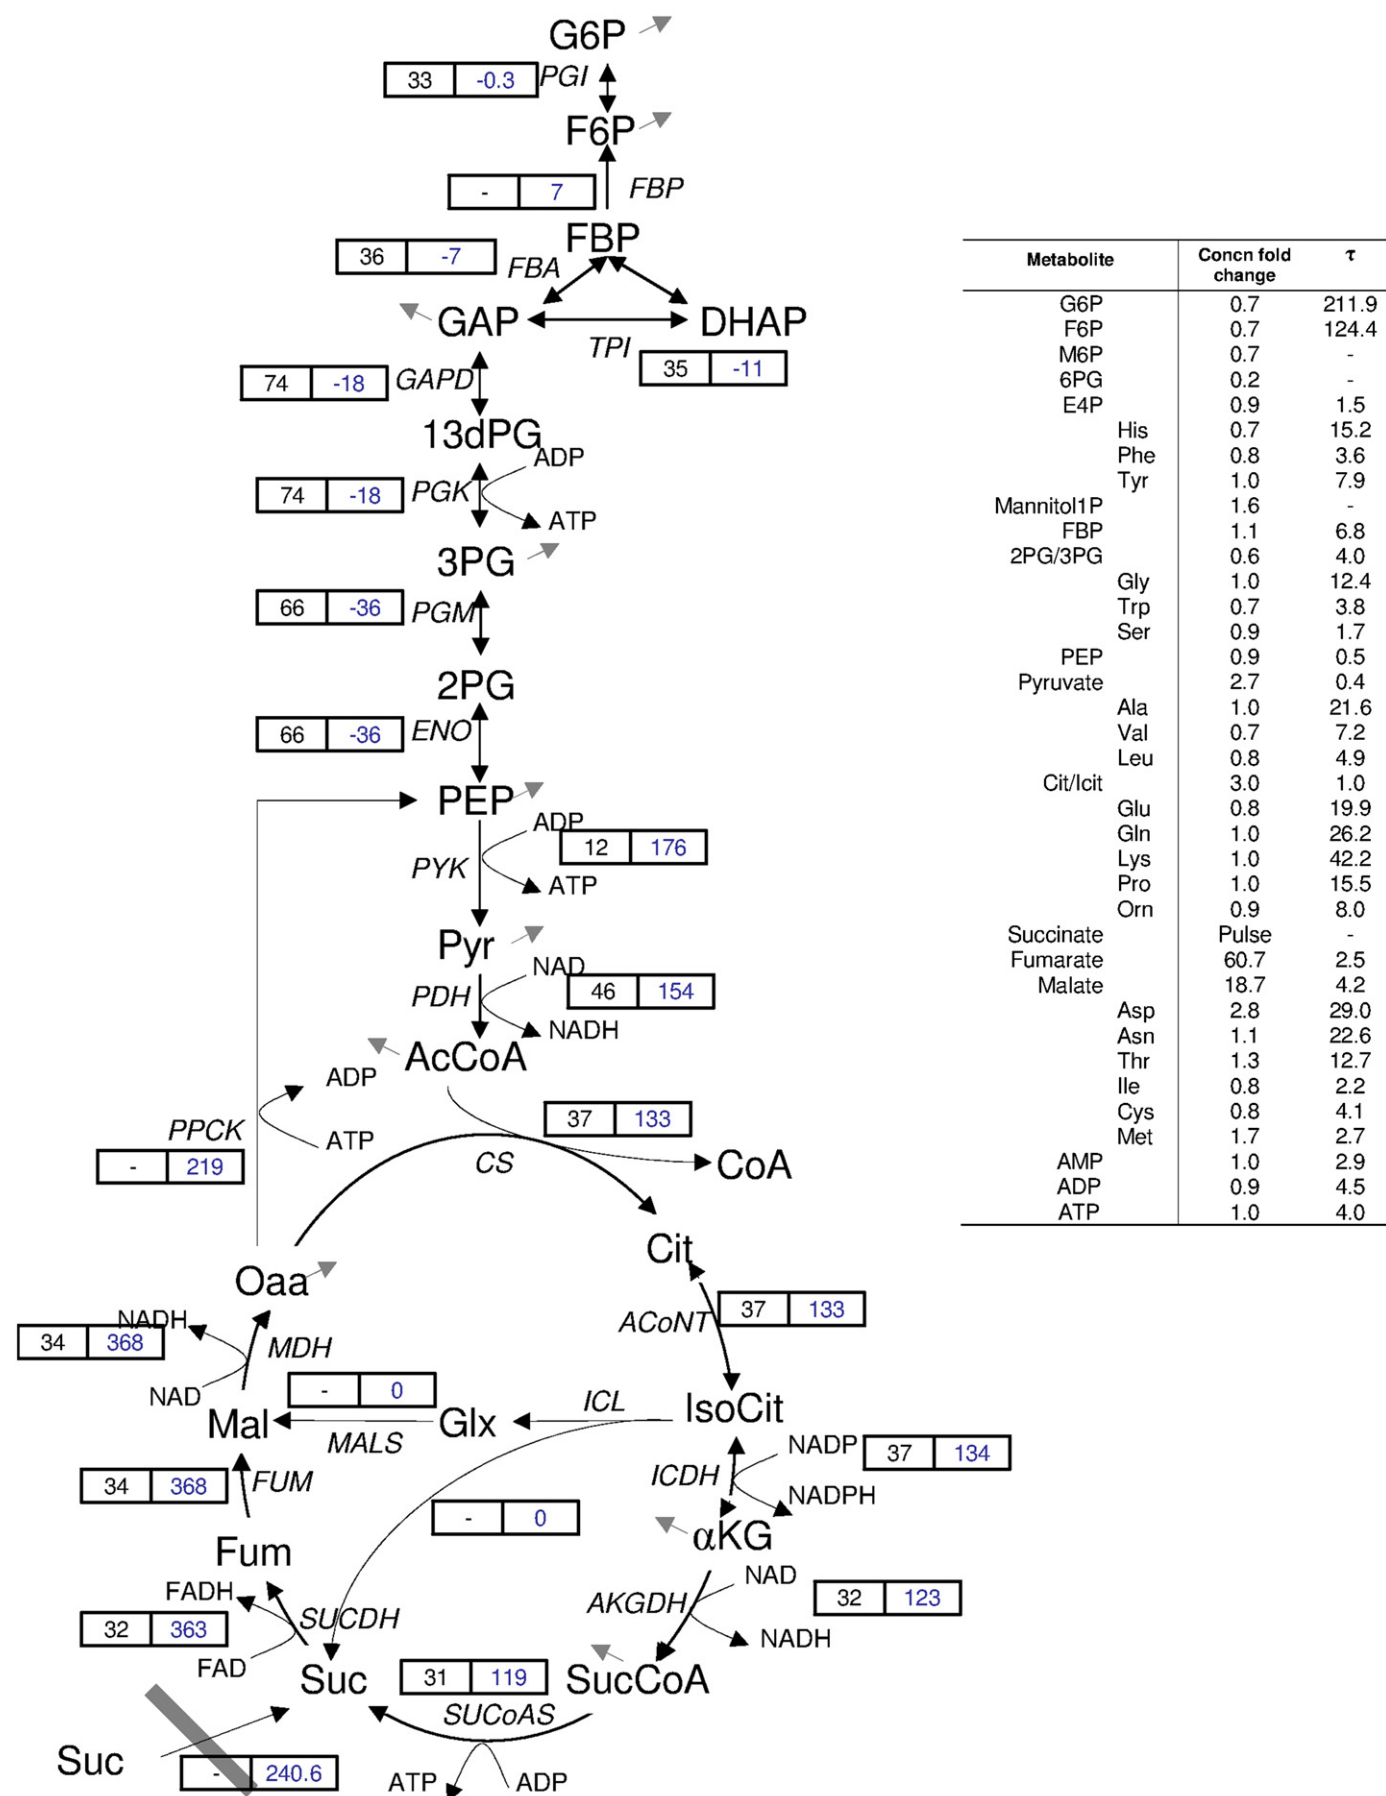 G6P
33 -0.3 PGI
F6P
- 7 FBP
FBP
36 -7 FBA
GAP DHAP
TPI
35 -11
74 -18 GAPD
13dPG
ADP
74 -18 PGK
ATP
3PG
66 -36 PGM
2PG
66 -36 ENO
PEP
ADP
12 176
PYK
ATP
Pyr
NAD
46 154
PDH
NADH
AcCoA
ADP
PPCK
ATP
- 219
37 133
CS
CoA
Cit
Oaa
37 133
ACoNT
NADH
34 368
MDH
NAD
- 0
Mal
MALS
Glx
ICL
IsoCit
NADP
37 134
ICDH
NADPH
34 368
FUM
- 0
αKG
Fum
NAD
32 123
AKGDH
NADH
FADH
32 363
SUCDH
FAD
Suc
31 119
SucCoA
SUCoAS
Suc
- 240.6
ATP ADP
Metabolite Concn fold change τ
G6P 0.7 211.9
F6P 0.7 124.4
M6P 0.7 -
6PG 0.2 -
E4P 0.9 1.5
His 0.7 15.2
Phe 0.8 3.6
Tyr 1.0 7.9
Mannitol1P 1.6 -
FBP 1.1 6.8
2PG/3PG 0.6 4.0
Gly 1.0 12.4
Trp 0.7 3.8
Ser 0.9 1.7
PEP 0.9 0.5
Pyruvate 2.7 0.4
Ala 1.0 21.6
Val 0.7 7.2
Leu 0.8 4.9
Cit/Icit 3.0 1.0
Glu 0.8 19.9
Gln 1.0 26.2
Lys 1.0 42.2
Pro 1.0 15.5
Orn 0.9 8.0
Succinate Pulse -
Fumarate 60.7 2.5
Malate 18.7 4.2
Asp 2.8 29.0
Asn 1.1 22.6
Thr 1.3 12.7
Ile 0.8 2.2
Cys 0.8 4.1
Met 1.7 2.7
AMP 1.0 2.9
ADP 0.9 4.5
ATP 1.0 4.0